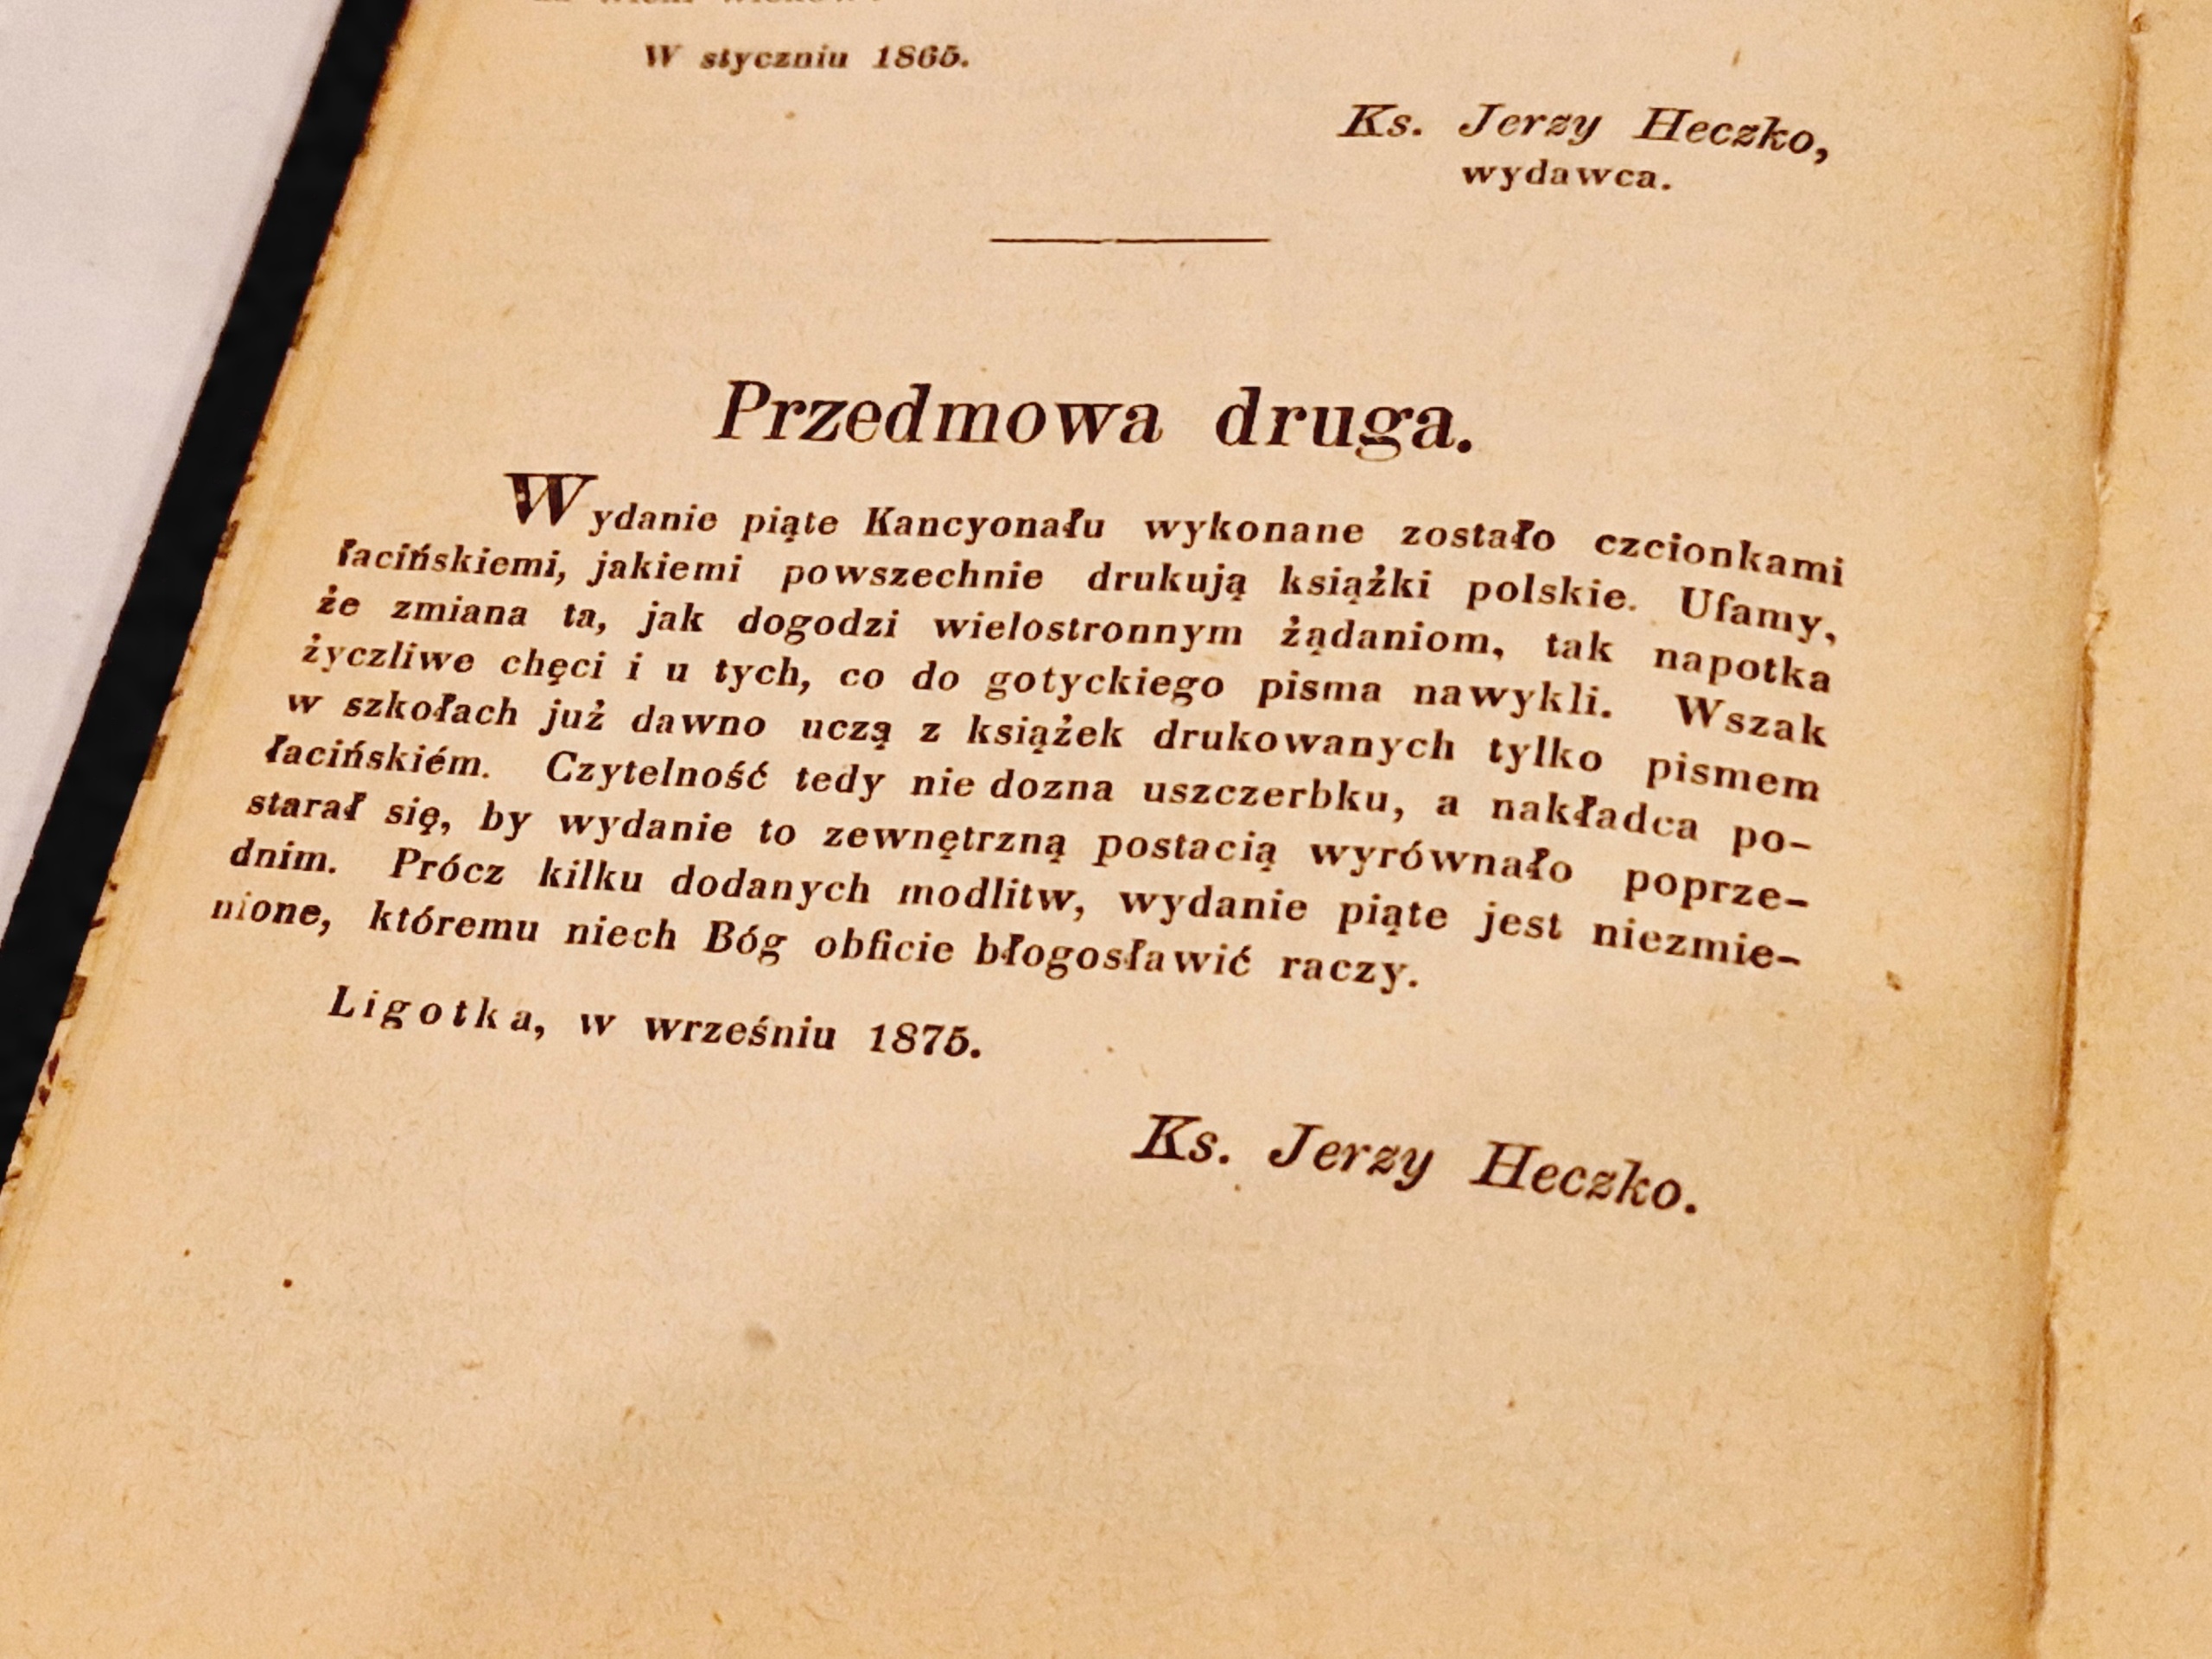 W styczniu 1865.
Ks. Jerzy Heczko,
wydawca.
Przedmowa druga.
Wydanie piąte Kancyonału wykonane zostało czcionkami
łacińskiemi, jakiemi powszechnie drukują książki polskie. Ufamy,
że zmiana ta, jak dogodzi wielostronnym żądaniom, tak napotka
życzliwe chęci i u tych, co do gotyckiego pisma nawykli. Wszak
w szkołach już dawno uczą z książek drukowanych tylko pismem
łacińskiém. Czytelność tedy nie dozna uszczerbku, a nakładca po-
starał się, by wydanie to zewnętrzną postacią wyrównało poprze-
dnim. Prócz kilku dodanych modlitw, wydanie piąte jest niezmie-
nione, któremu niech Bóg obficie błogosławić raczy.
Ligotka, w wrześniu 1875.
Ks. Jerzy Heczko.